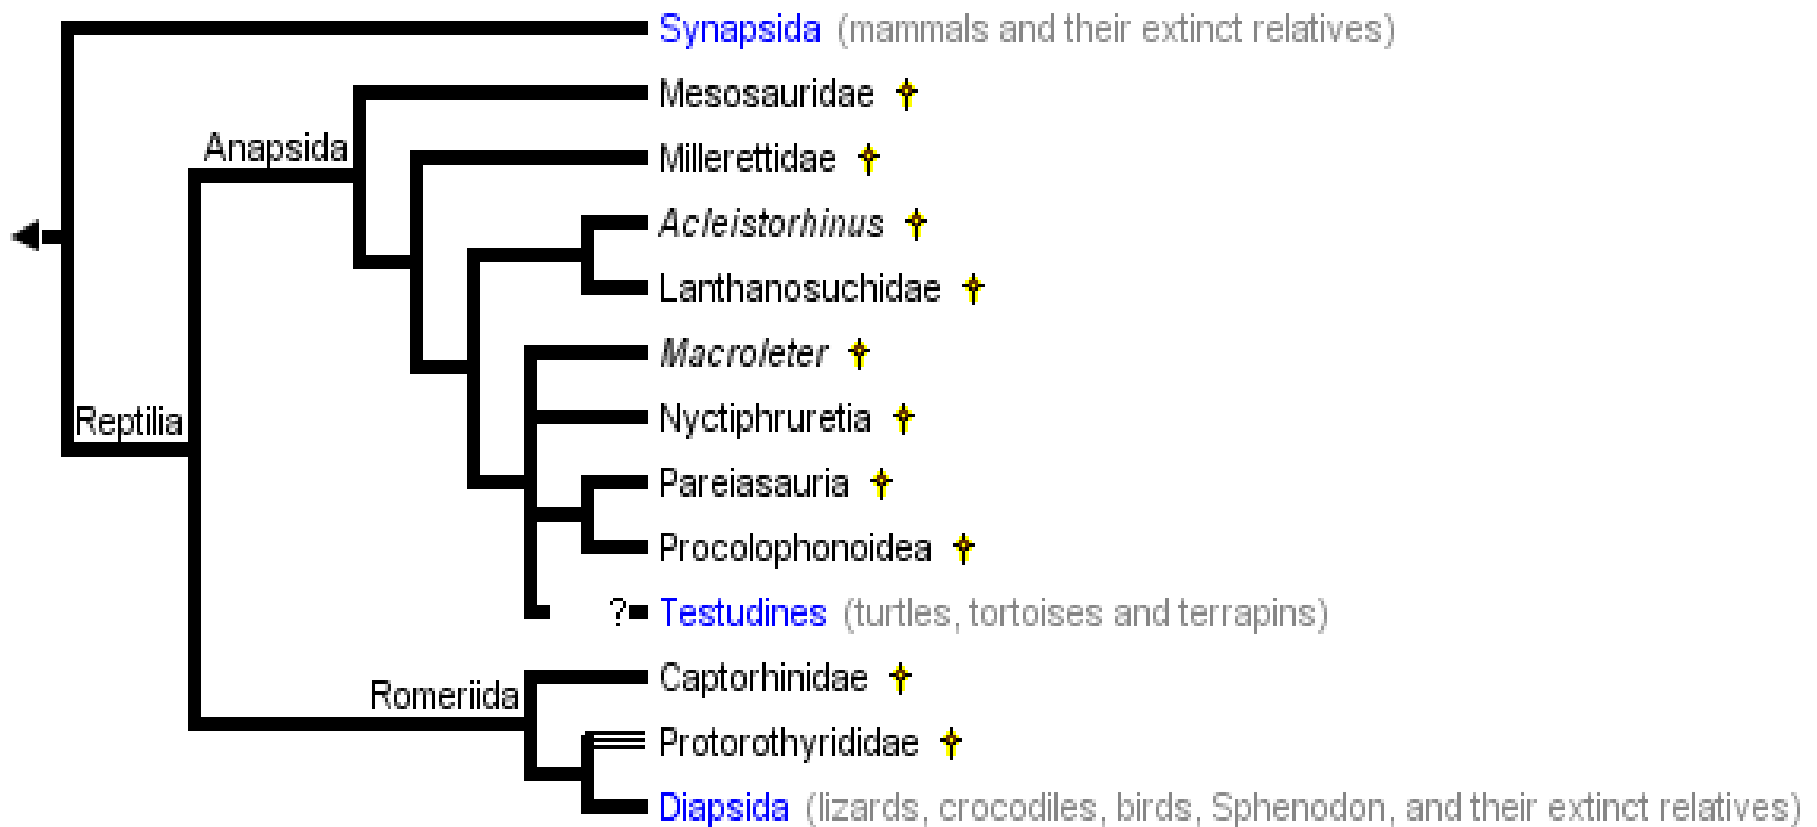 Synapsida (mammals and their extinct relatives)
Mesosauridae †
Anapsida
Millerettidae †
Acleistorhinus †
Lanthanosuchidae †
Macroleter †
Reptilia
Nyctiphruretia †
Pareiasauria †
Procolophonoidea †
? Testudines (turtles, tortoises and terrapins)
Captorhinidae †
Romeriida
Protorothyrididae †
Diapsida (lizards, crocodiles, birds, Sphenodon, and their extinct relatives)